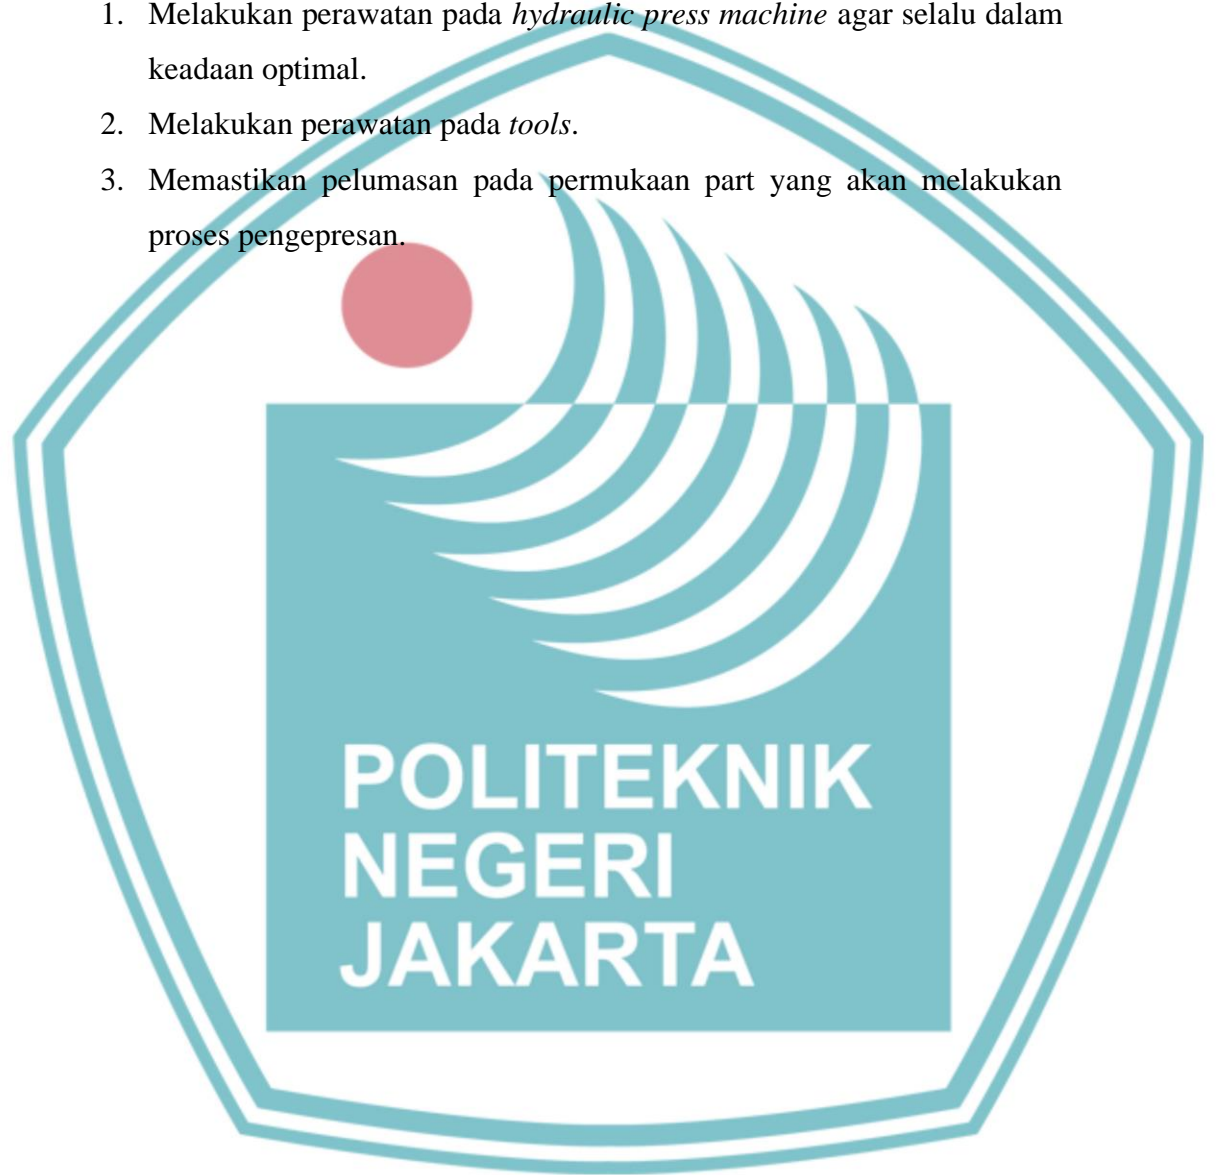 1. Melakukan perawatan pada hydraulic press machine agar selalu dalam
keadaan optimal.
2. Melakukan perawatan pada tools.
3. Memastikan pelumasan pada permukaan part yang akan melakukan
proses pengepresan.
POLITEKNIK
NEGERI
JAKARTA